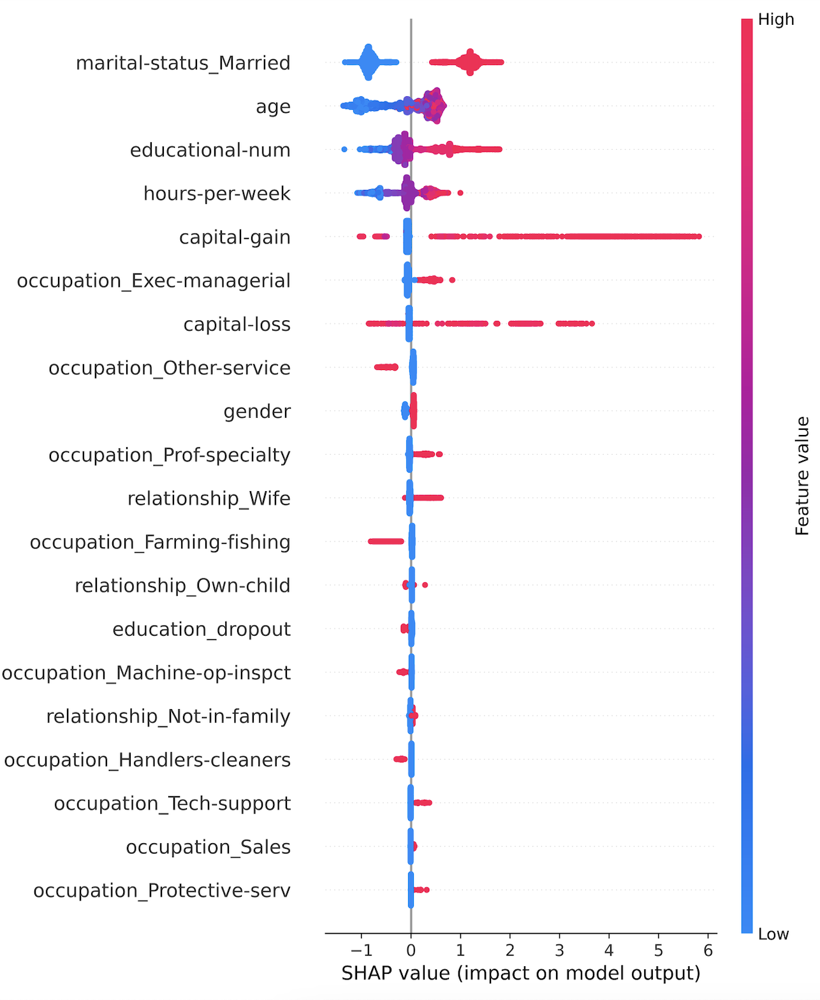 High
marital-status_Married
age
educational-num
hours-per-week
capital-gain
occupation_Exec-managerial
capital-loss
occupation_Other-service
gender
occupation_Prof-specialty
relationship_Wife
occupation_Farming-fishing
relationship_Own-child
education_dropout
occupation_Machine-op-inspct
relationship_Not-in-family
occupation_Handlers-cleaners
occupation_Tech-support
occupation_Sales
occupation_Protective-serv
Feature value
Low
−1 0 1 2 3 4 5 6
SHAP value (impact on model output)